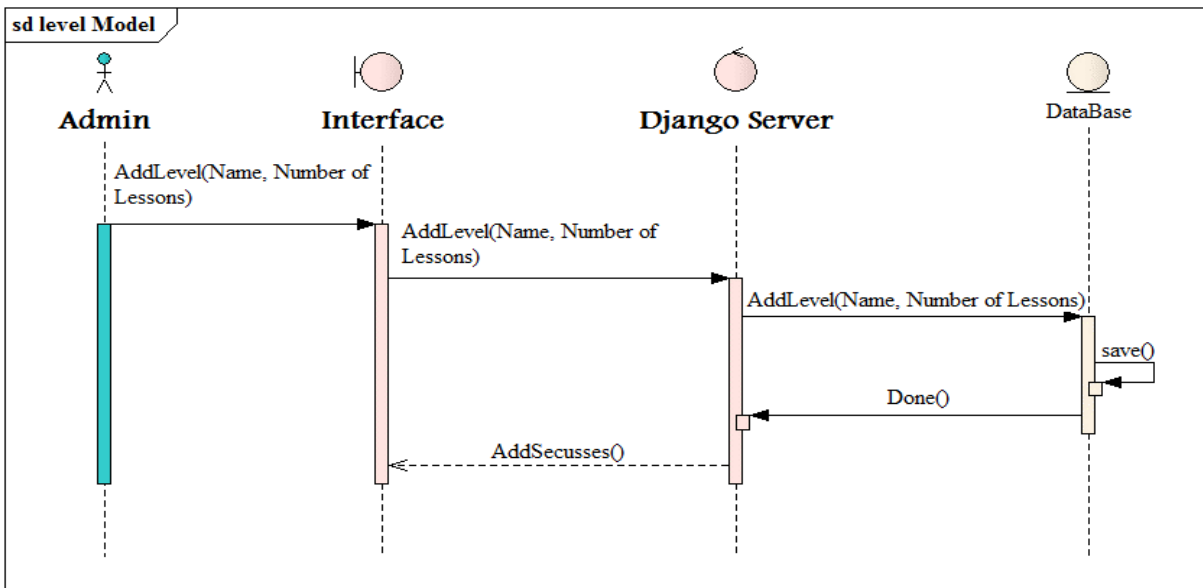 sd level Model
Admin
Interface
Django Server
DataBase
AddLevel(Name, Number of
Lessons)
AddLevel(Name, Number of
Lessons)
AddLevel(Name, Number of Lessons)
save()
Done()
AddSecusses()